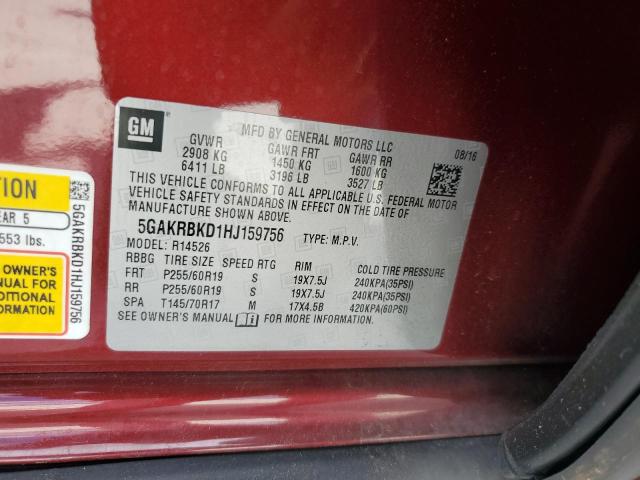 GM
MFD BY GENERAL MOTORS LLC
GVWR GAWR FRT GAWR RR 08/16
2908 KG 1450 KG 1600 KG
6411 LB 3196 LB 3527 LB
THIS VEHICLE CONFORMS TO ALL APPLICABLE U.S. FEDERAL MOTOR
VEHICLE SAFETY STANDARDS IN EFFECT ON THE DATE OF
MANUFACTURE SHOWN ABOVE.
5GAKRBKD1HJ159756 TYPE: M.P.V.
MODEL: R14526
RBBG TIRE SIZE SPEED RTG RIM COLD TIRE PRESSURE
FRT P255/60R19 S 19X7.5J 240KPA(35PSI)
RR P255/60R19 S 19X7.5J 240KPA(35PSI)
SPA T145/70R17 M 17X4.5B 420KPA(60PSI)
SEE OWNER'S MANUAL FOR MORE INFORMATION.
TION
EAR 5
553 lbs.
OWNER'S
MANUAL FOR
ADDITIONAL
FORMATION
5GAKRBKD1HJ159756